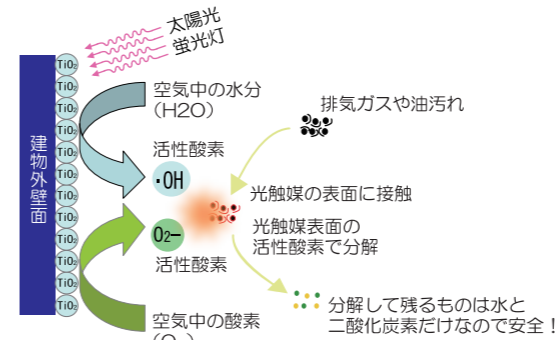 太陽光
蛍光灯
TiO₂
TiO₂
TiO₂
TiO₂
TiO₂
TiO₂
TiO₂
TiO₂
TiO₂
TiO₂
TiO₂
TiO₂
建物外壁面
空気中の水分
（H2O）
排気ガスや油汚れ
活性酸素
・OH
光触媒の表面に接触
光触媒表面の
活性酸素で分解
O₂−
活性酸素
分解して残るものは水と
二酸化炭素だけなので安全！
空気中の酸素